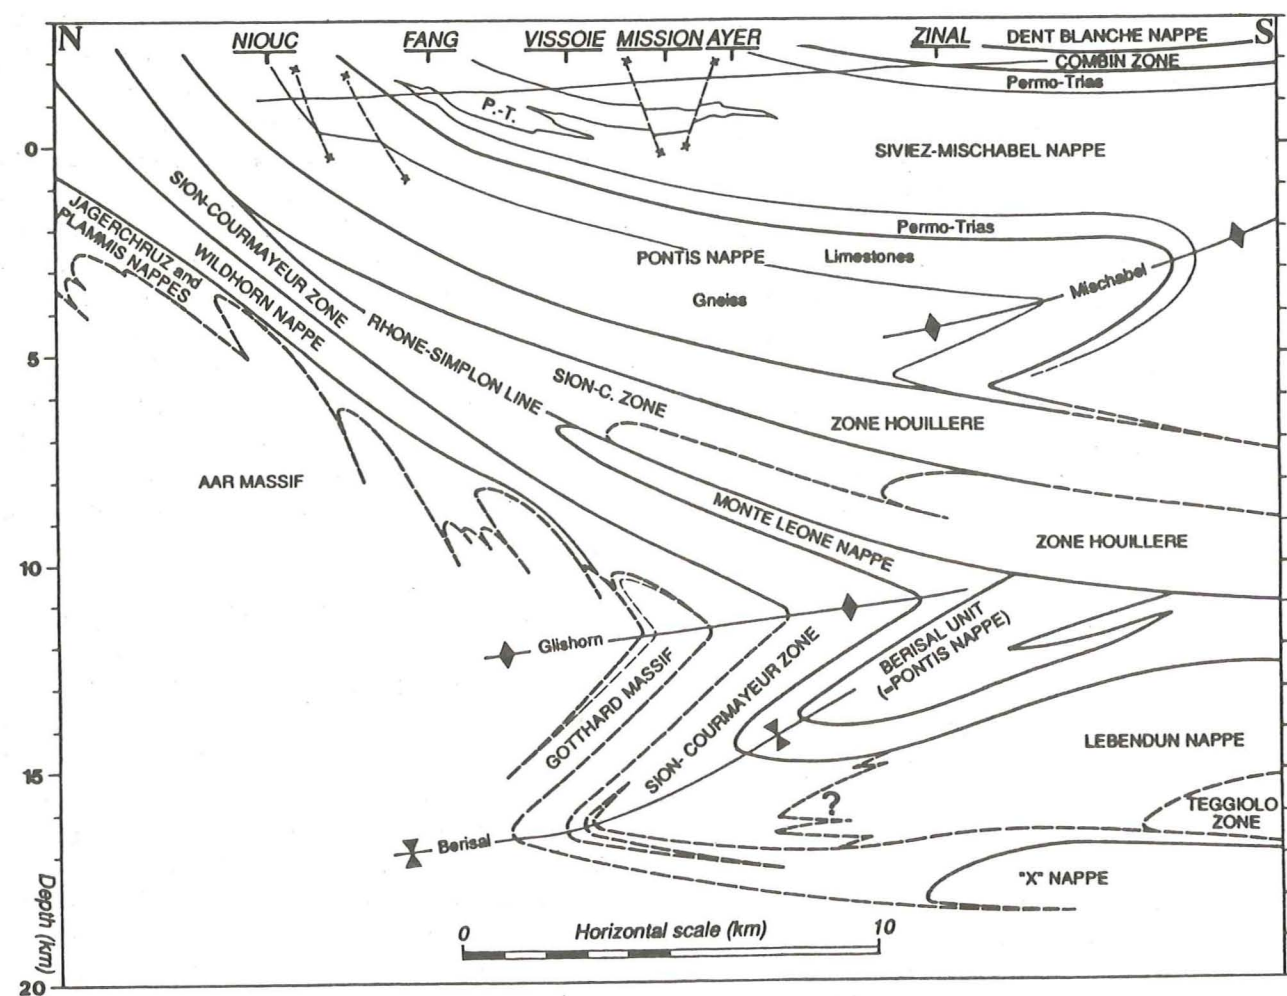 N
S
NIOUC
FANG
VISSOIE
MISSION
AYER
ZINAL
DENT BLANCHE NAPPE
COMBIN ZONE
Permo-Trias
P.-T.
0
SIVIEZ-MISCHABEL NAPPE
SION-COURMAYEUR ZONE
JAGERCHRUZ and
PLAMMIS NAPPES
WILDHORN NAPPE
Permo-Trias
PONTIS NAPPE
Limestones
Gneiss
Mischabel
RHONE-SIMPLON LINE
5
SION-C. ZONE
ZONE HOUILLERE
AAR MASSIF
MONTE LEONE NAPPE
ZONE HOUILLERE
10
Glishorn
BERISAL UNIT
(=PONTIS NAPPE)
GOTTHARD MASSIF
SION- COURMAYEUR ZONE
LEBENDUN NAPPE
15
?
TEGGIOLO
ZONE
Berisal
"X" NAPPE
Depth (km)
0
Horizontal scale (km)
10
20